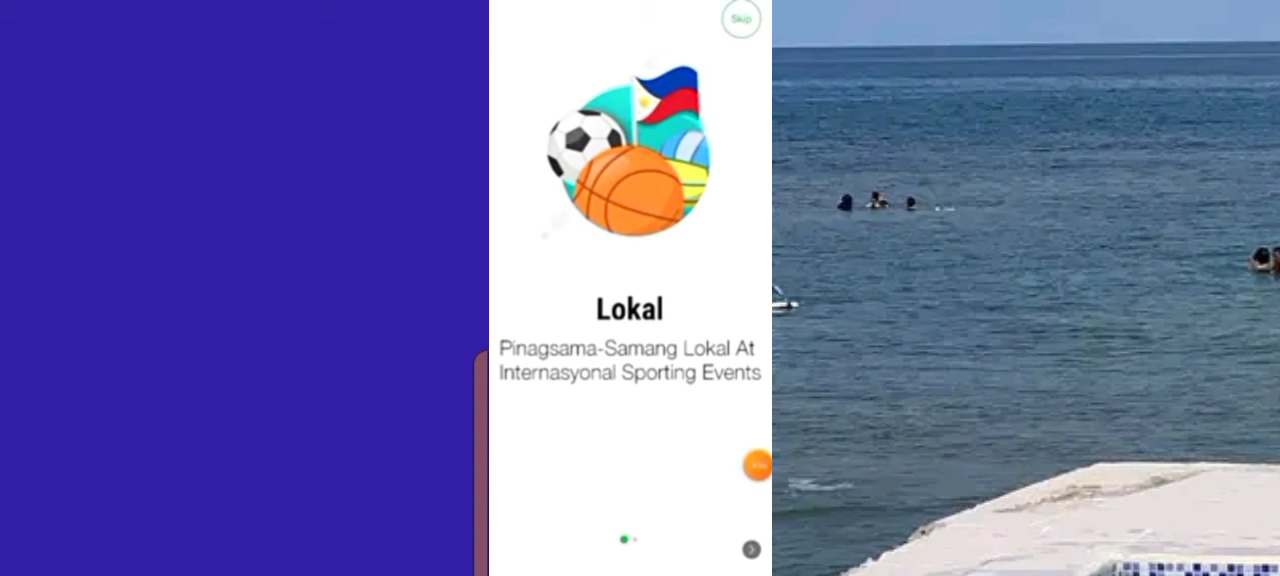 Skip
Lokal
Pinagsama-Samang Lokal At
Internasyonal Sporting Events